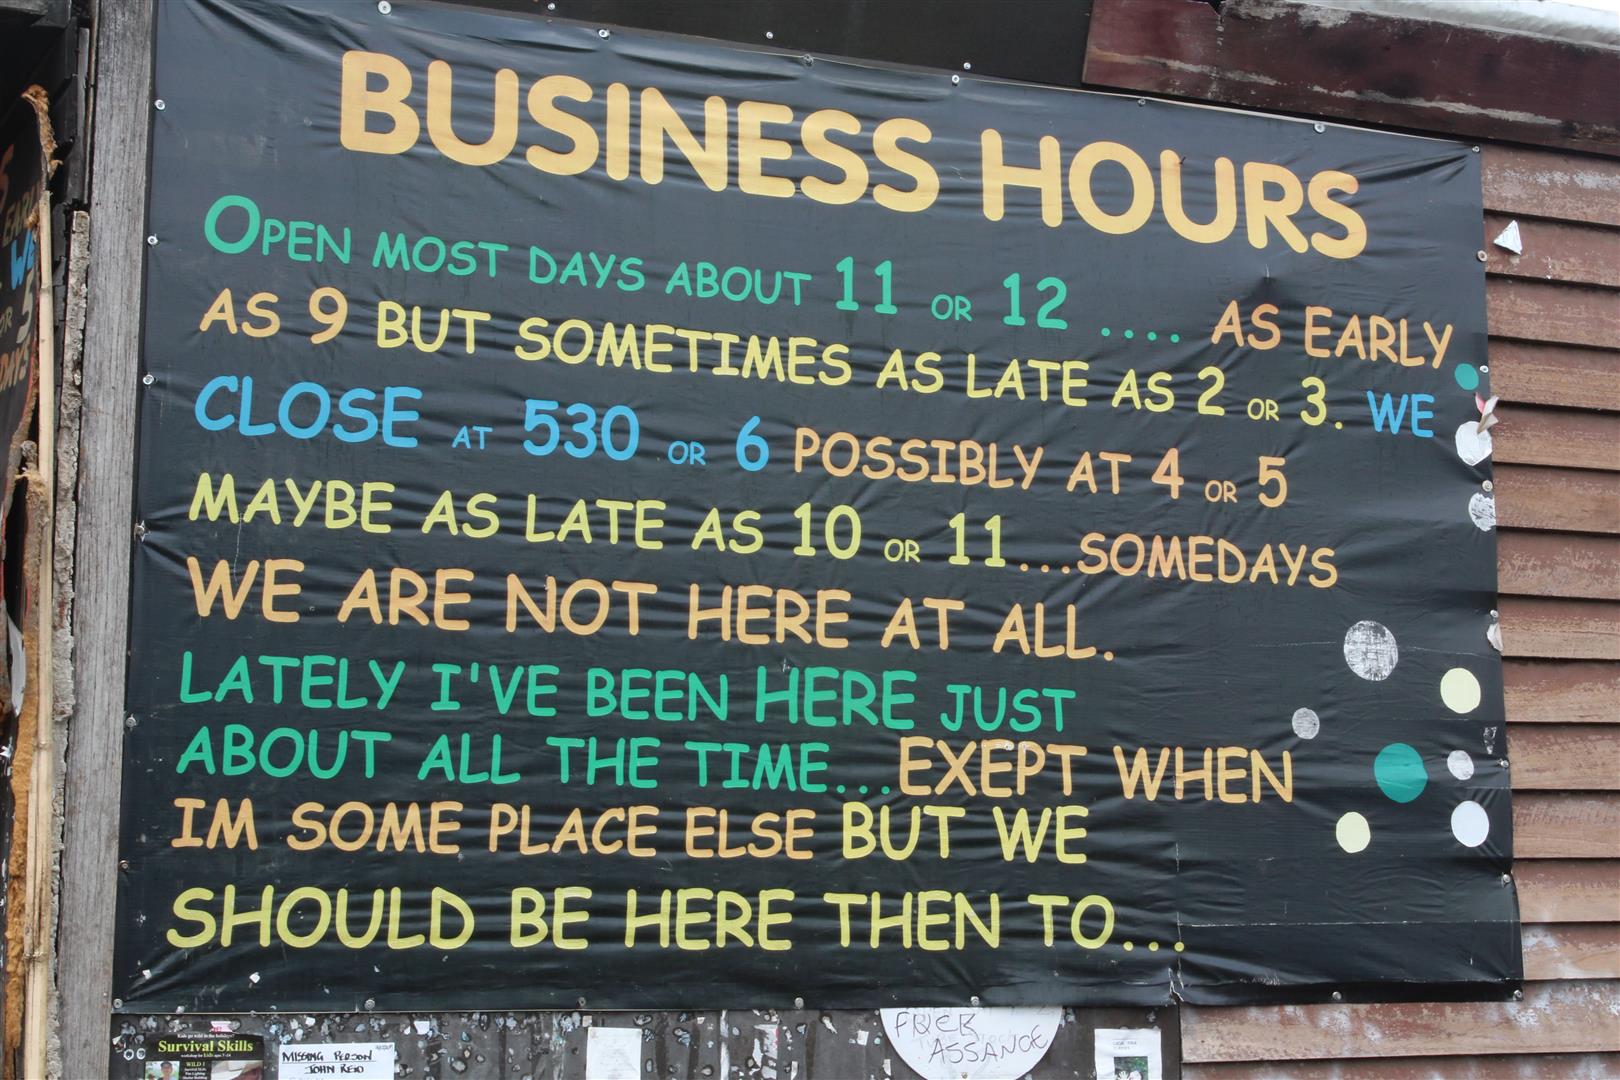 BUSINESS HOURS
OPEN MOST DAYS ABOUT 11 OR 12 .... AS EARLY
AS 9 BUT SOMETIMES AS LATE AS 2 OR 3. WE
CLOSE AT 530 OR 6 POSSIBLY AT 4 OR 5
MAYBE AS LATE AS 10 OR 11...SOMEDAYS
WE ARE NOT HERE AT ALL.
LATELY I'VE BEEN HERE JUST
ABOUT ALL THE TIME...EXEPT WHEN
IM SOME PLACE ELSE BUT WE
SHOULD BE HERE THEN TO...
Survival Skills
WILD 1
MISSING PERSON
JOHN REID
ASSANGE